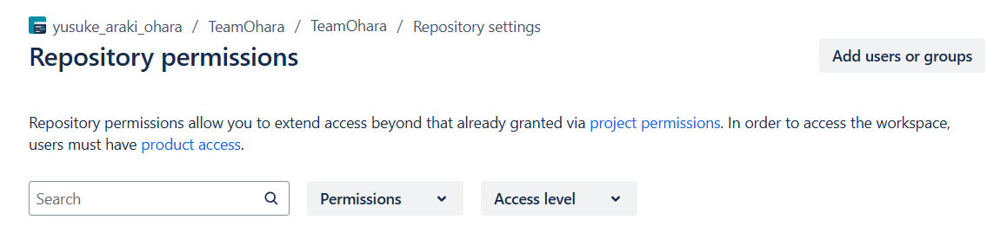 yusuke_araki_ohara / TeamOhara / TeamOhara / Repository settings
Repository permissions
Add users or groups
Repository permissions allow you to extend access beyond that already granted via project permissions. In order to access the workspace,
users must have product access.
Search
Permissions
Access level